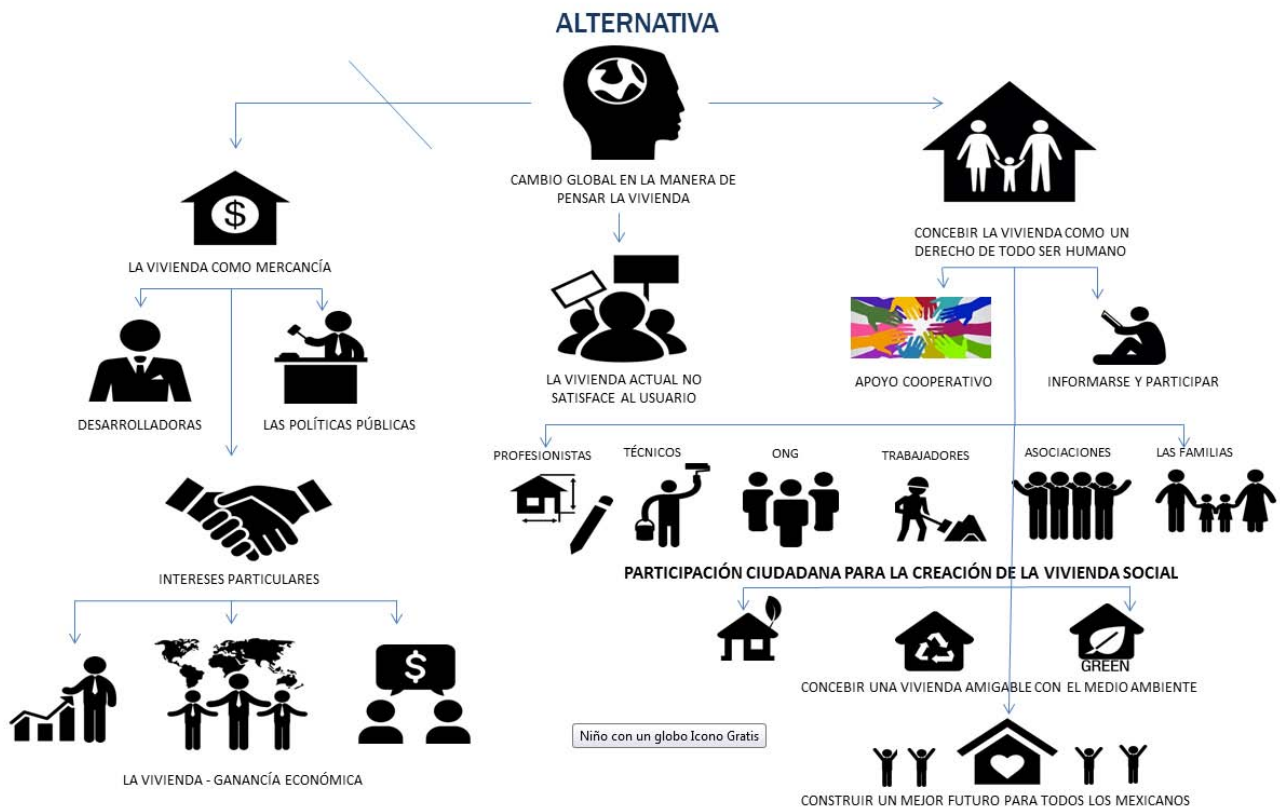 ALTERNATIVA
CAMBIO GLOBAL EN LA MANERA DE
PENSAR LA VIVIENDA
$
LA VIVIENDA COMO MERCANCÍA
DESARROLLADORAS
LAS POLÍTICAS PÚBLICAS
INTERESES PARTICULARES
$
LA VIVIENDA - GANANCÍA ECONÓMICA
LA VIVIENDA ACTUAL NO
SATISFACE AL USUARIO
CONCEBIR LA VIVIENDA COMO UN
DERECHO DE TODO SER HUMANO
APOYO COOPERATIVO
INFORMARSE Y PARTICIPAR
PROFESIONISTAS
TÉCNICOS
ONG
TRABAJADORES
ASOCIACIONES
LAS FAMILIAS
PARTICIPACIÓN CIUDADANA PARA LA CREACIÓN DE LA VIVIENDA SOCIAL
GREEN
CONCEBIR UNA VIVIENDA AMIGABLE CON EL MEDIO AMBIENTE
Niño con un globo Icono Gratis
CONSTRUIR UN MEJOR FUTURO PARA TODOS LOS MEXICANOS